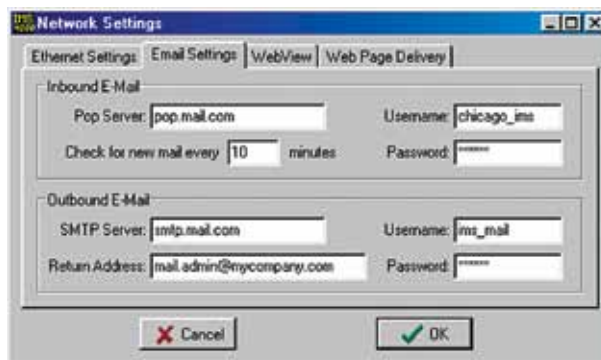 IMS 4000 Network Settings
Ethernet Settings Email Settings WebView Web Page Delivery
Inbound E-Mail
Pop Server: pop.mail.com Username: chicago_ims
Check for new mail every 10 minutes Password: ******
Outbound E-Mail
SMTP Server: smtp.mail.com Username: ims_mail
Return Address: mail.admin@mycompany.com Password: ******
Cancel OK